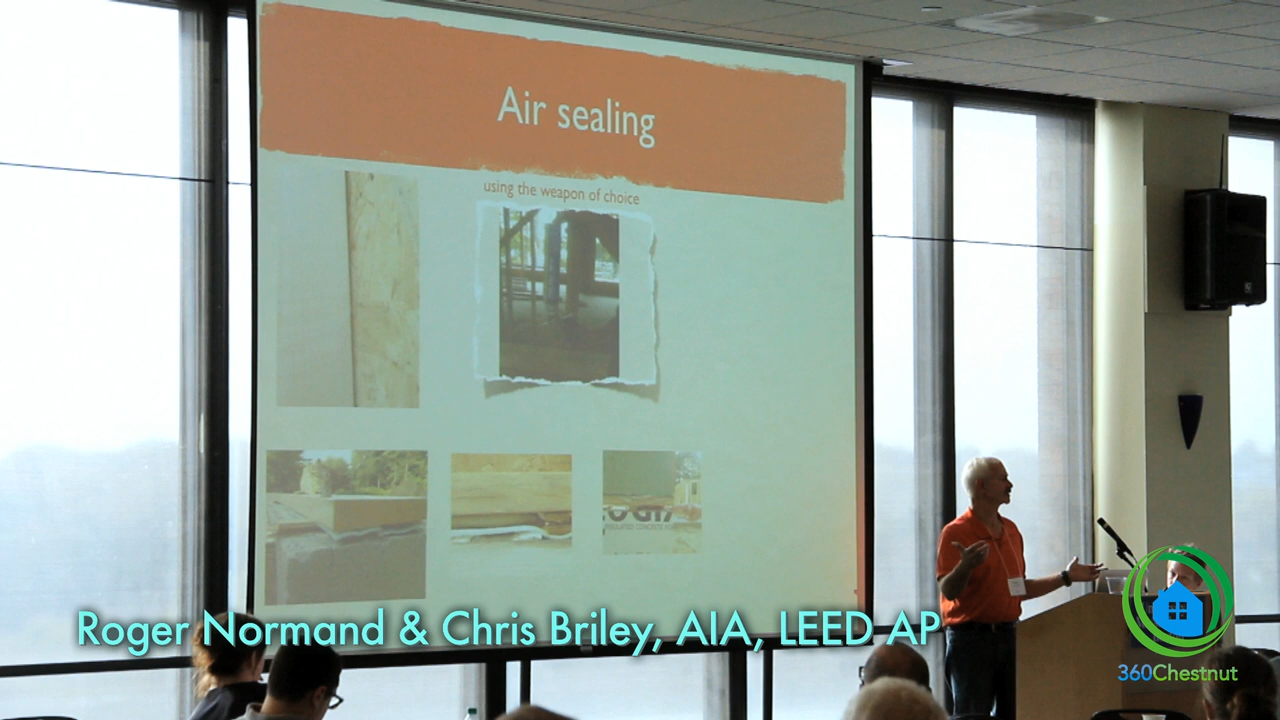 Air sealing
using the weapon of choice
Roger Normand & Chris Briley, AIA, LEED AP
360Chestnut